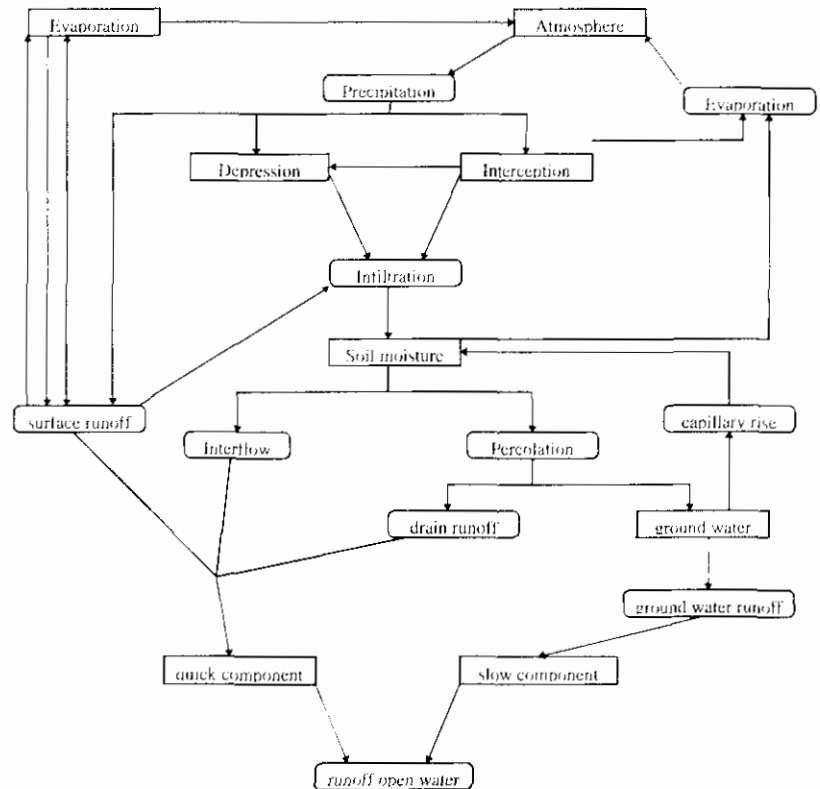 Evaporation
Atmosphere
Precipitation
Evaporation
Depression
Interception
Infiltration
Soil moisture
surface runoff
Interflow
Percolation
capillary rise
drain runoff
ground water
ground water runoff
quick component
slow component
runoff open water